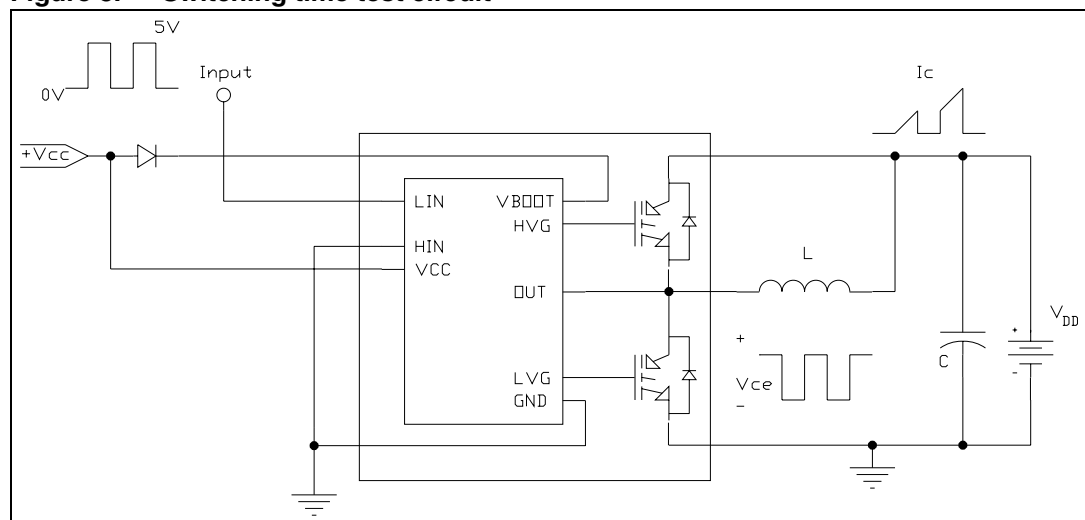 Figure 3. Switching time test circuit
5V
0V
Input
Ic
+Vcc
LIN
VBOOT
HVG
HIN
VCC
OUT
L
LVG
GND
+
Vce
-
C
+
-
VDD